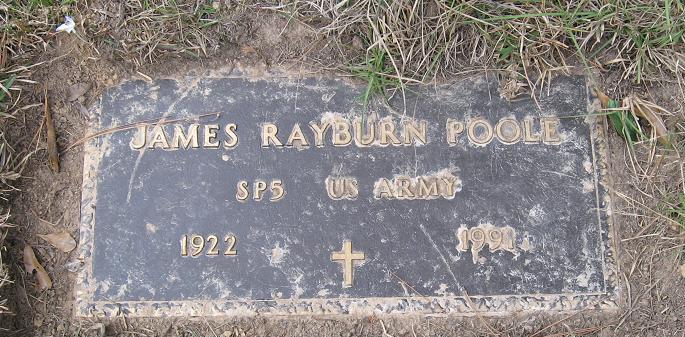 JAMES RAYBURN POOLE
SP5 US ARMY
1922 1991